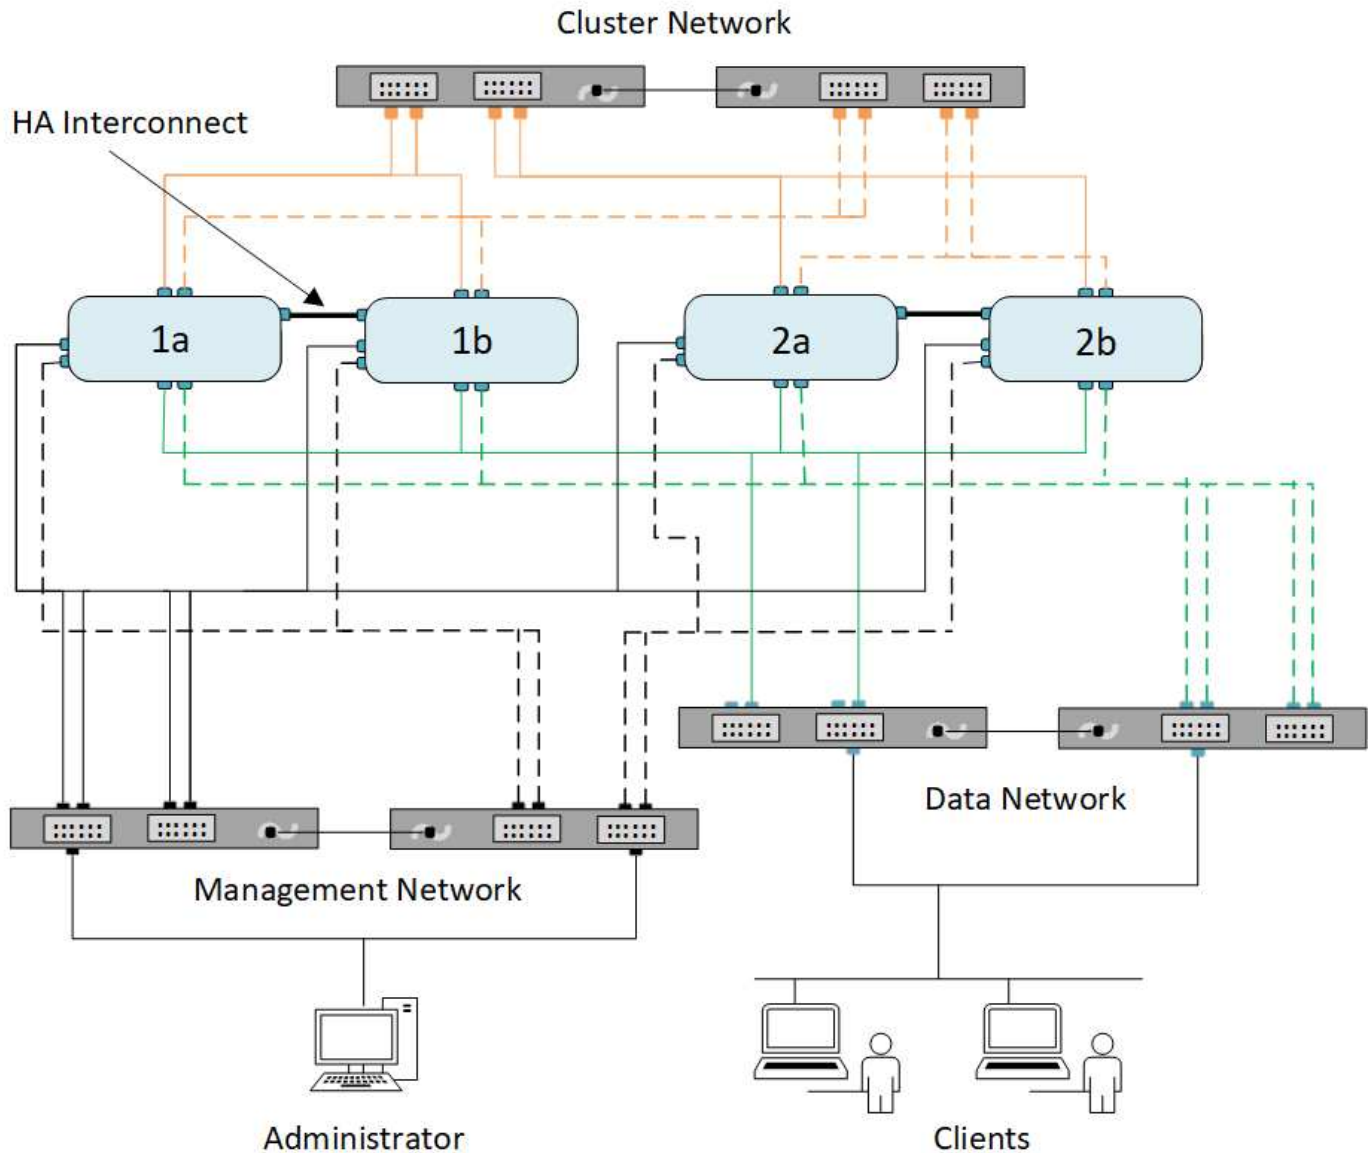 Cluster Network
HA Interconnect
1a
1b
2a
2b
Data Network
Management Network
Administrator
Clients